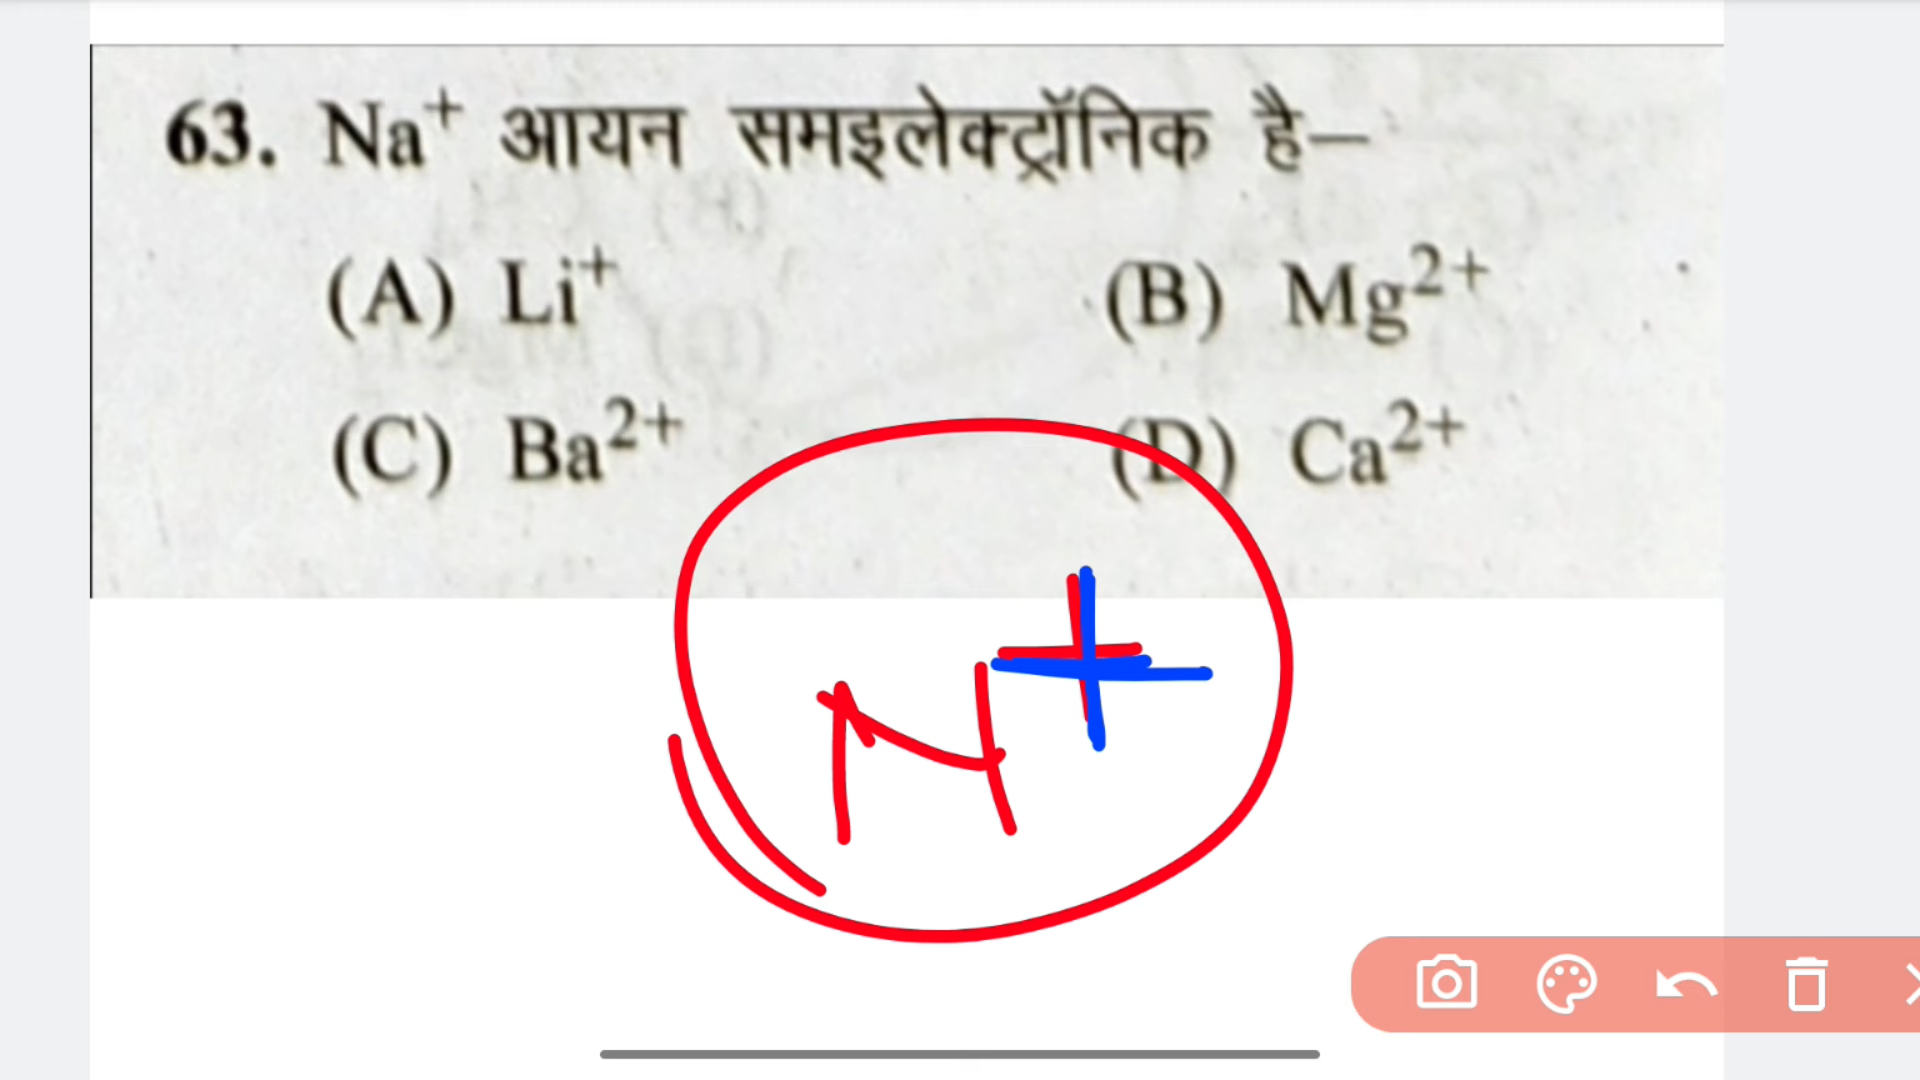 63. Na⁺ आयन समइलेक्ट्रॉनिक है—
(A) Li⁺ (B) Mg²⁺
(C) Ba²⁺ (D) Ca²⁺
N⁺